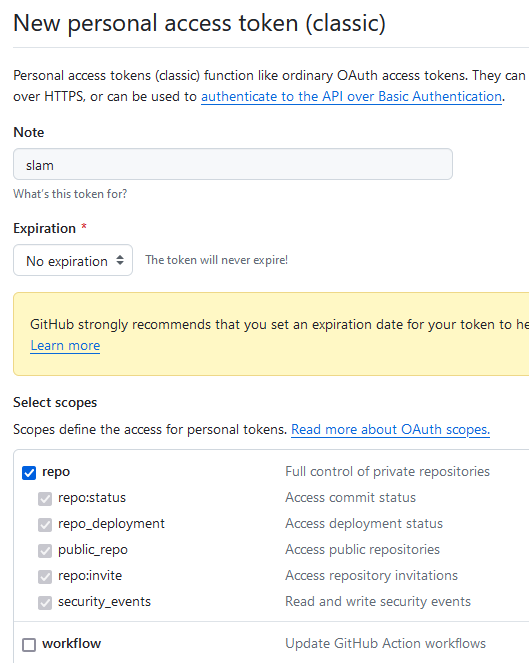 New personal access token (classic)
Personal access tokens (classic) function like ordinary OAuth access tokens. They can
over HTTPS, or can be used to authenticate to the API over Basic Authentication.
Note
slam
What's this token for?
Expiration *
No expiration The token will never expire!
GitHub strongly recommends that you set an expiration date for your token to he
Learn more
Select scopes
Scopes define the access for personal tokens. Read more about OAuth scopes.
repo Full control of private repositories
repo:status Access commit status
repo_deployment Access deployment status
public_repo Access public repositories
repo:invite Access repository invitations
security_events Read and write security events
workflow Update GitHub Action workflows